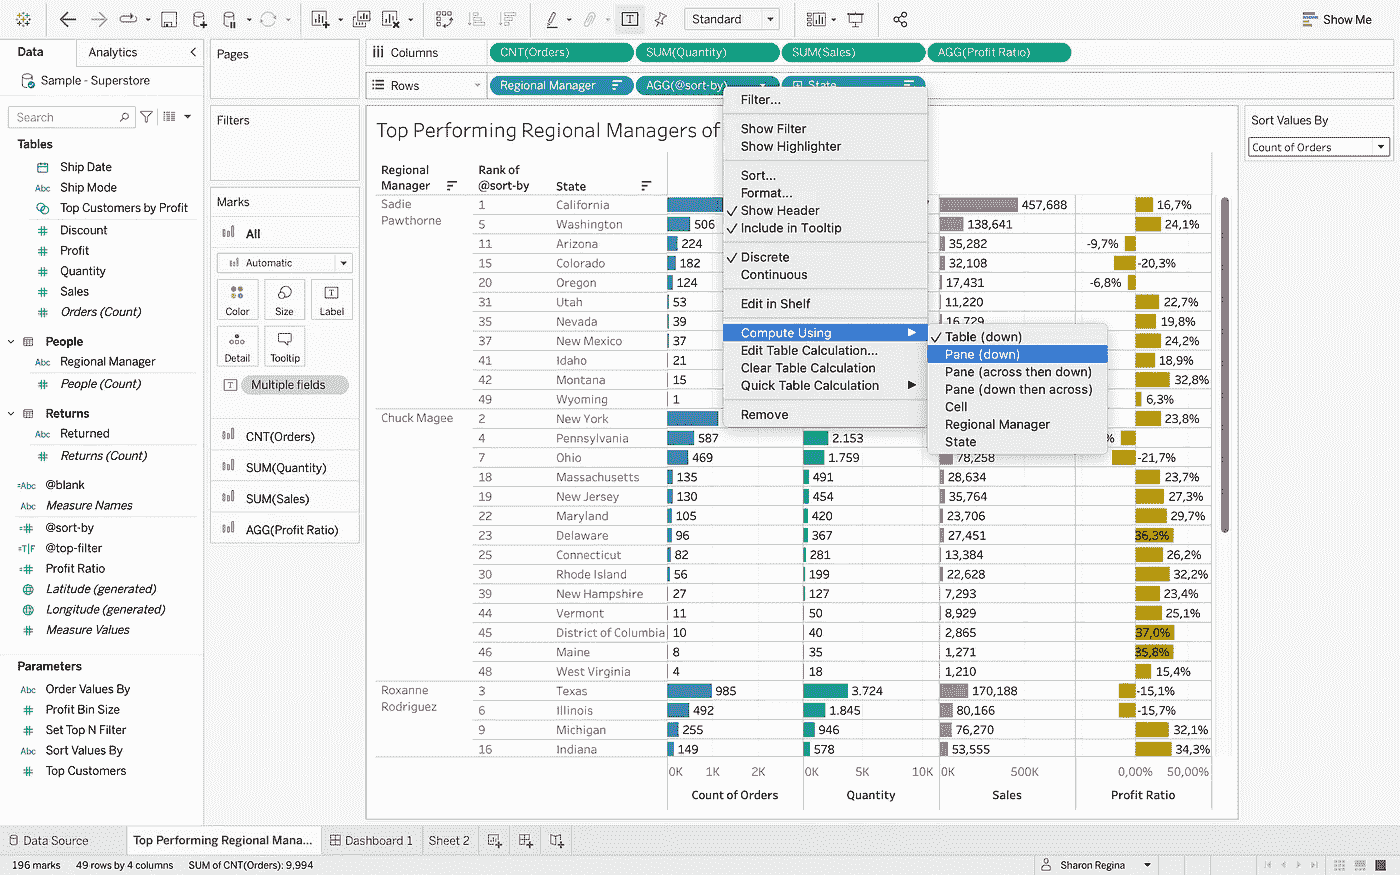 Standard
Show Me
Data
Analytics
Sample - Superstore
Search
Tables
Ship Date
Abc Ship Mode
Top Customers by Profit
Discount
Profit
Quantity
Sales
Orders (Count)
People
Abc Regional Manager
People (Count)
Returns
Abc Returned
Returns (Count)
=Abc @blank
Abc Measure Names
@sort-by
=T|F @top-filter
Profit Ratio
Latitude (generated)
Longitude (generated)
Measure Values
Parameters
Abc Order Values By
Profit Bin Size
Set Top N Filter
Abc Sort Values By
Top Customers
Pages
Filters
Marks
All
Automatic
Color
Size
Label
Detail
Tooltip
Multiple fields
CNT(Orders)
SUM(Quantity)
SUM(Sales)
AGG(Profit Ratio)
Columns
CNT(Orders)
SUM(Quantity)
SUM(Sales)
AGG(Profit Ratio)
Rows
Regional Manager
AGG(@sort-by)
State
Top Performing Regional Managers of
Regional Manager
Rank of @sort-by
State
Sadie Pawthorne
1 California 457,688 16,7%
5 Washington 506 138,641 24,1%
11 Arizona 224 35,282 -9,7%
15 Colorado 182 32,108 -20,3%
20 Oregon 124 17,431 -6,8%
31 Utah 53 11,220 22,7%
35 Nevada 39 16,729 19,8%
37 New Mexico 37 24,2%
41 Idaho 21 18,9%
42 Montana 15 32,8%
49 Wyoming 1 6,3%
Chuck Magee
2 New York 23,8%
4 Pennsylvania 587 2.153 %
7 Ohio 469 1.759 78,258 -21,7%
18 Massachusetts 135 491 28,634 23,7%
19 New Jersey 130 454 35,764 27,3%
22 Maryland 105 420 23,706 29,7%
23 Delaware 96 367 27,451 36,3%
25 Connecticut 82 281 13,384 26,2%
30 Rhode Island 56 199 22,628 32,2%
39 New Hampshire 27 127 7,293 23,4%
44 Vermont 11 50 8,929 25,1%
45 District of Columbia 10 40 2,865 37,0%
46 Maine 8 35 1,271 35,8%
48 West Virginia 4 18 1,210 15,4%
Roxanne Rodriguez
3 Texas 985 3.724 170,188 -15,1%
6 Illinois 492 1.845 80,166 -15,7%
9 Michigan 255 946 76,270 32,1%
16 Indiana 149 578 53,555 34,3%
0K 1K 2K 0K 5K 10K 0K 500K 0,00% 50,00%
Count of Orders Quantity Sales Profit Ratio
Filter...
Show Filter
Show Highlighter
Sort...
Format...
Show Header
Include in Tooltip
Discrete
Continuous
Edit in Shelf
Compute Using
Edit Table Calculation...
Clear Table Calculation
Quick Table Calculation
Remove
Table (down)
Pane (down)
Pane (across then down)
Pane (down then across)
Cell
Regional Manager
State
Sort Values By
Count of Orders
Data Source
Top Performing Regional Mana...
Dashboard 1
Sheet 2
196 marks 49 rows by 4 columns SUM of CNT(Orders): 9,994
Sharon Regina